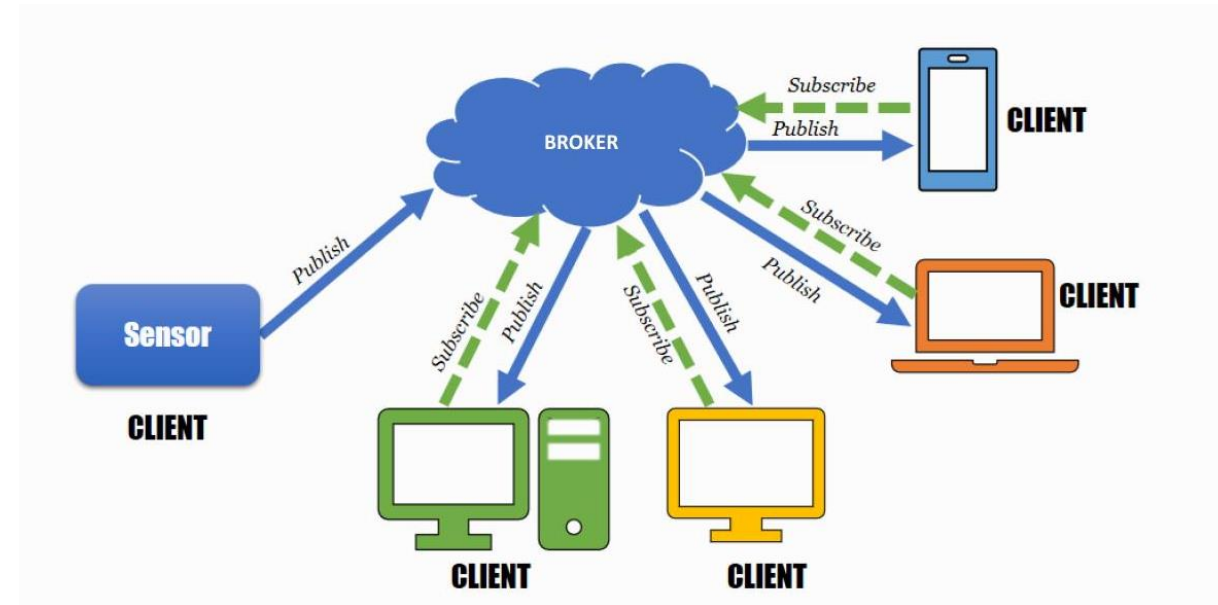 BROKER
Subscribe
Publish
CLIENT
Subscribe
Publish
CLIENT
Publish
Sensor
CLIENT
Subscribe
Publish
CLIENT
Subscribe
Publish
CLIENT